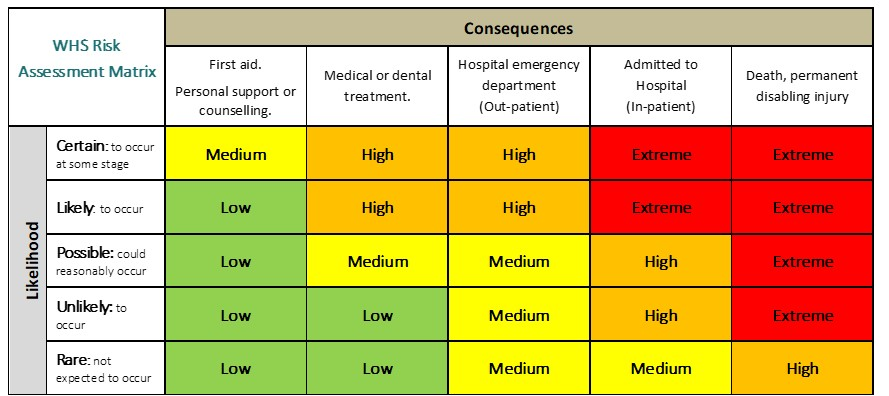 WHS Risk
Assessment Matrix
Consequences
First aid.
Personal support or
counselling.
Medical or dental
treatment.
Hospital emergency
department
(Out-patient)
Admitted to
Hospital
(In-patient)
Death, permanent
disabling injury
Likelihood
Certain: to occur
at some stage
Medium
High
High
Extreme
Extreme
Likely: to occur
Low
High
High
Extreme
Extreme
Possible: could
reasonably occur
Low
Medium
Medium
High
Extreme
Unlikely: to
occur
Low
Low
Medium
High
Extreme
Rare: not
expected to occur
Low
Low
Medium
Medium
High